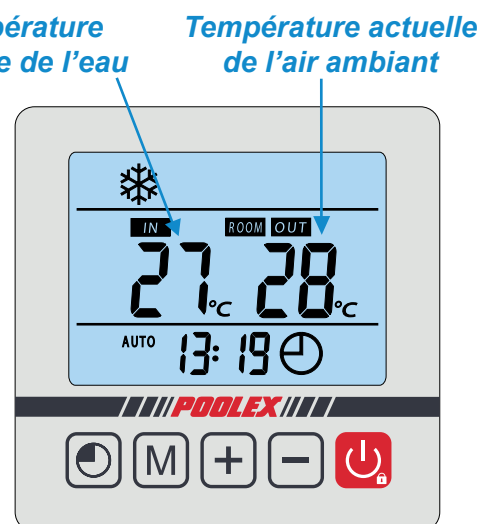 pérature
e de l'eau
Température actuelle
de l'air ambiant
IN ROOM OUT
27°C 28°C
AUTO 13:19
POOLEX
M + −